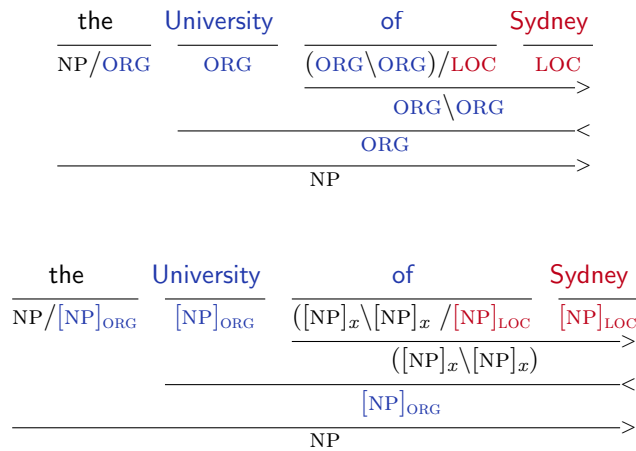 the University of Sydney
NP/ORG ORG (ORG\ORG)/LOC LOC
>
ORG\ORG
<
ORG
>
NP
the University of Sydney
NP/[NP]ORG [NP]ORG ([NP]x\[NP]x /[NP]LOC [NP]LOC
>
([NP]x\[NP]x)
<
[NP]ORG
>
NP